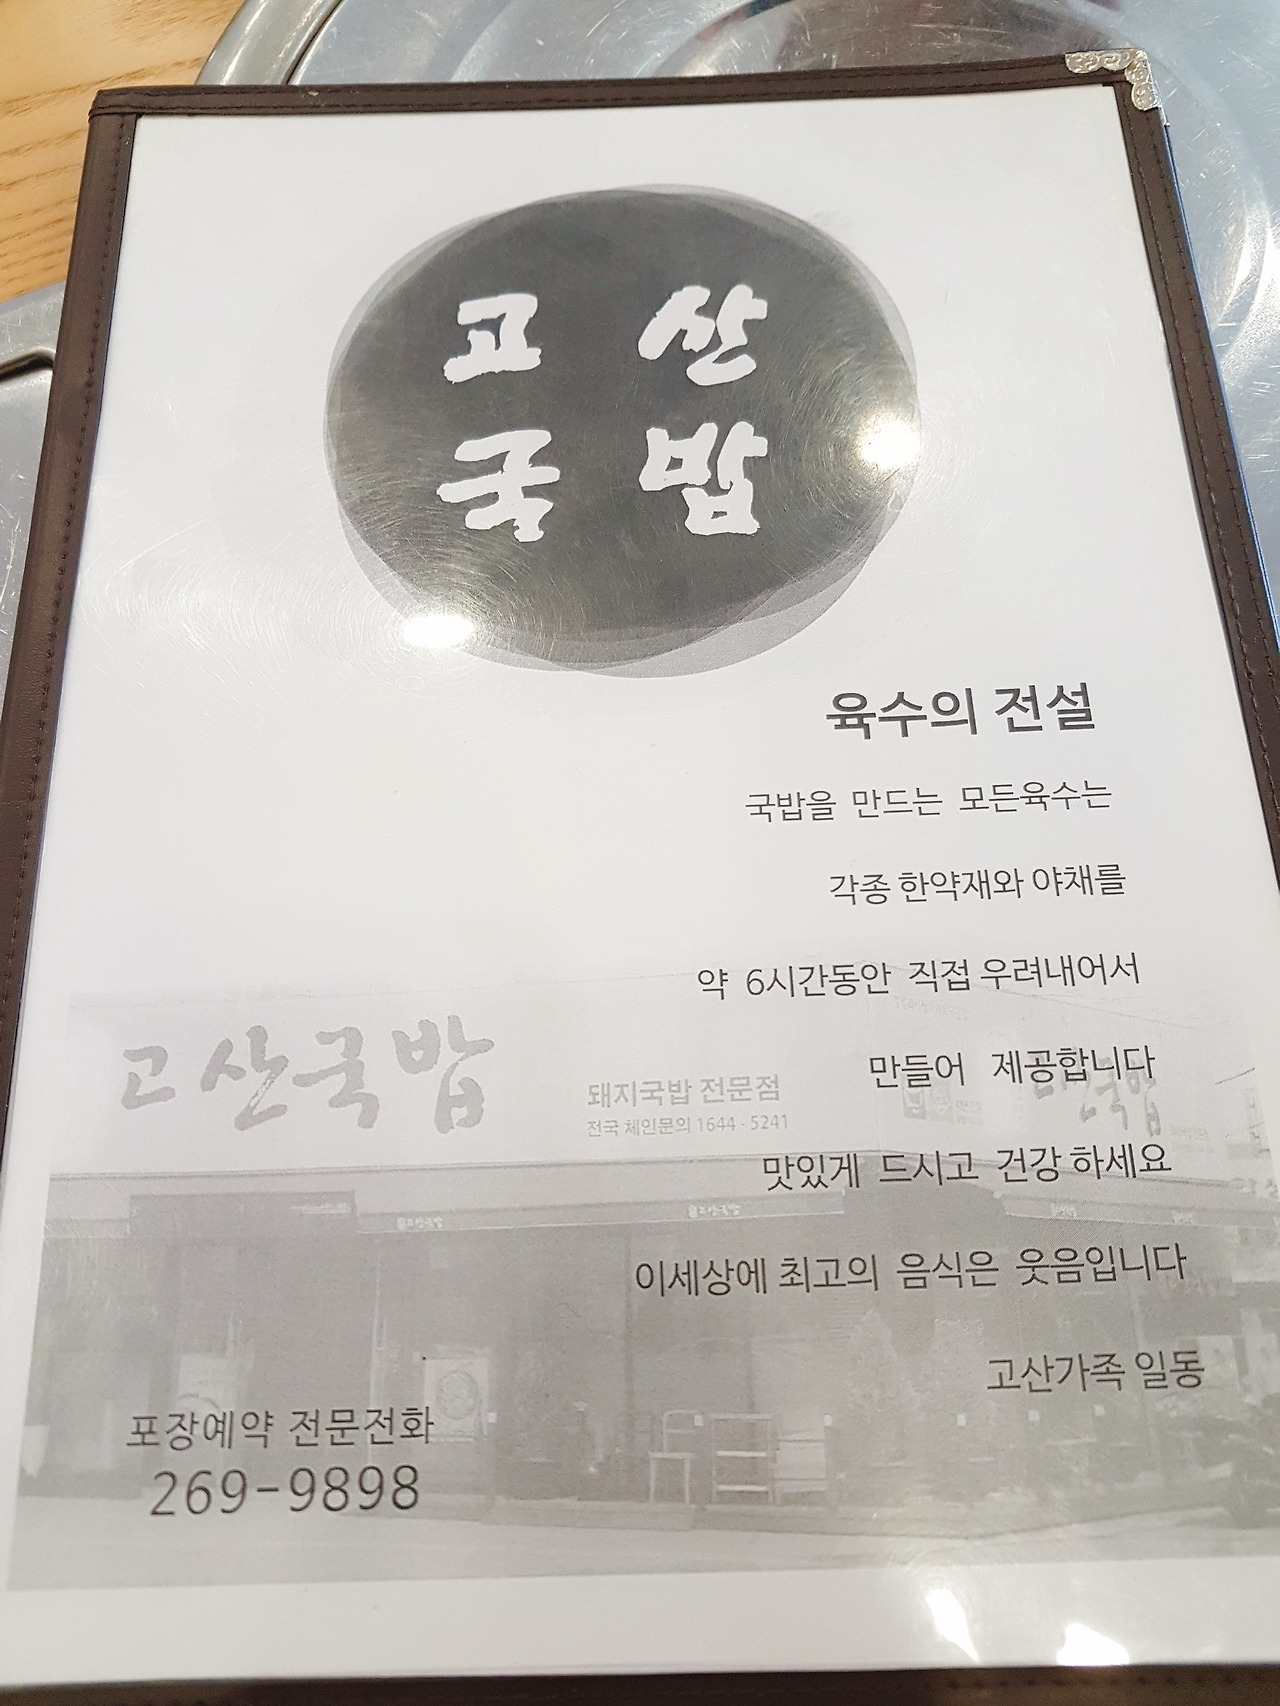 고 산
국 밥
육수의 전설
국밥을 만드는 모든육수는
각종 한약재와 야채를
약 6시간동안 직접 우려내어서
만들어 제공합니다
맛있게 드시고 건강 하세요
이세상에 최고의 음식은 웃음입니다
고산가족 일동
고산국밥
돼지국밥 전문점
전국 체인문의 1644-5241
포장예약 전문전화
269-9898